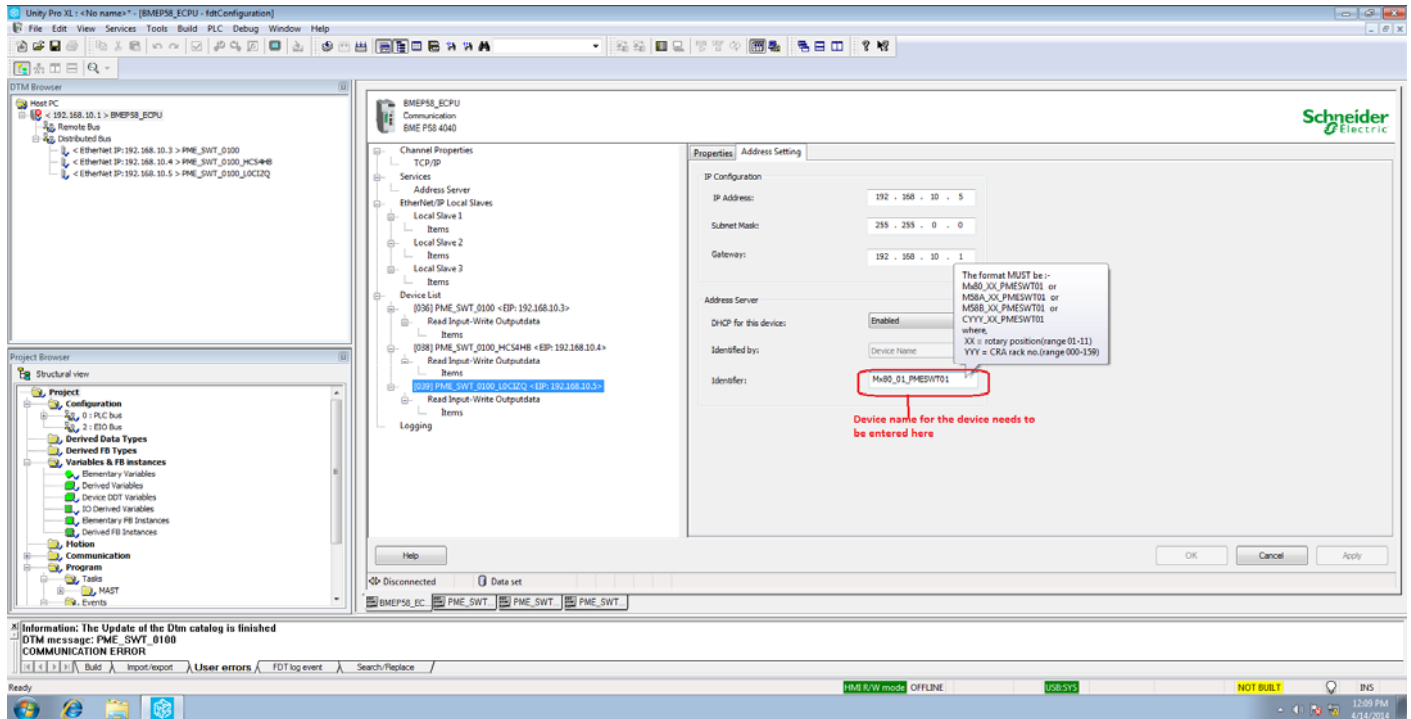 Unity Pro XL : <No name>* - [BMEP58_ECPU - fdtConfiguration]
File Edit View Services Tools Build PLC Debug Window Help
DTM Browser
Host PC
< 192.168.10.1 > BMEP58_ECPU
Remote Bus
Distributed Bus
< EtherNet IP:192.168.10.3 > PME_SWT_0100
< EtherNet IP:192.168.10.4 > PME_SWT_0100_HCS4HB
< EtherNet IP:192.168.10.5 > PME_SWT_0100_L0CIZQ
Project Browser
Structural view
Project
Configuration
0 : PLC bus
2 : EIO Bus
Derived Data Types
Derived FB Types
Variables & FB instances
Elementary Variables
Derived Variables
Device DDT Variables
IO Derived Variables
Elementary FB Instances
Derived FB Instances
Motion
Communication
Program
Tasks
MAST
Events
BMEP58_ECPU
Communication
BME P58 4040
Schneider
Electric
Channel Properties
TCP/IP
Services
Address Server
EtherNet/IP Local Slaves
Local Slave 1
Items
Local Slave 2
Items
Local Slave 3
Items
Device List
[036] PME_SWT_0100 <EIP: 192.168.10.3>
Read Input-Write Outputdata
Items
[038] PME_SWT_0100_HCS4HB <EIP: 192.168.10.4>
Read Input-Write Outputdata
Items
[039] PME_SWT_0100_L0CIZQ <EIP: 192.168.10.5>
Read Input-Write Outputdata
Items
Logging
Properties Address Setting
IP Configuration
IP Address: 192 . 168 . 10 . 5
Subnet Mask: 255 . 255 . 0 . 0
Gateway: 192 . 168 . 10 . 1
Address Server
DHCP for this device: Enabled
Identified by: Device Name
Identifier: Mx80_01_PMESWT01
The format MUST be :-
Mx80_XX_PMESWT01 or
M58A_XX_PMESWT01 or
M58B_XX_PMESWT01 or
CYYY_XX_PMESWT01
where,
XX = rotary position(range 01-11)
YYY = CRA rack no.(range 000-159)
Device name for the device needs to
be entered here
Help OK Cancel Apply
Disconnected Data set
BMEP58_EC... PME_SWT... PME_SWT... PME_SWT...
Information: The Update of the Dtm catalog is finished
DTM message: PME_SWT_0100
COMMUNICATION ERROR
Build Import/export User errors FDT log event Search/Replace
Ready HMI R/W mode OFFLINE USB:SYS NOT BUILT INS
12:09 PM
4/14/2014